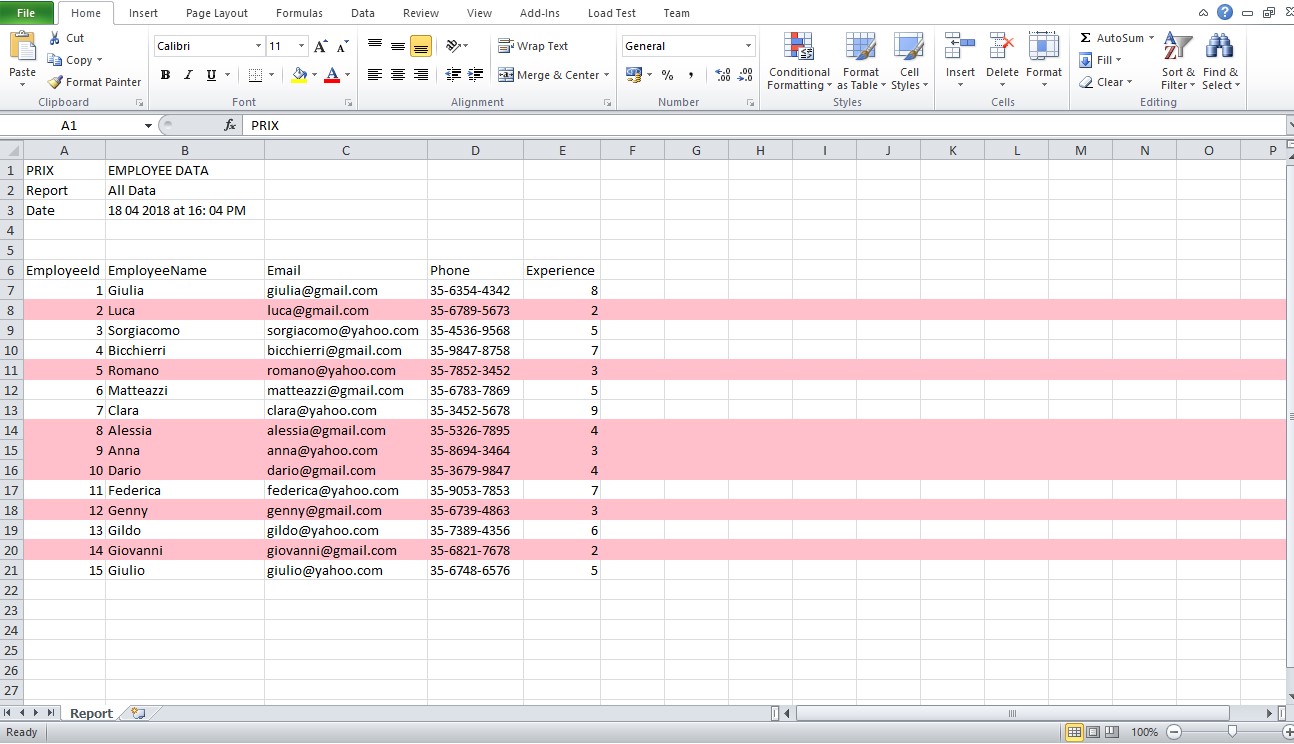 File Home Insert Page Layout Formulas Data Review View Add-Ins Load Test Team
Paste
Cut
Copy
Format Painter
Clipboard
Calibri 11
B I U
Font
Wrap Text
Merge & Center
Alignment
General
%
Number
Conditional Formatting
Format as Table
Cell Styles
Styles
Insert Delete Format
Cells
Σ AutoSum
Fill
Clear
Sort & Filter
Find & Select
Editing
A1 fx PRIX
A B C D E F G H I J K L M N O P
1 PRIX EMPLOYEE DATA
2 Report All Data
3 Date 18 04 2018 at 16: 04 PM
4
5
6 EmployeeId EmployeeName Email Phone Experience
7 1 Giulia giulia@gmail.com 35-6354-4342 8
8 2 Luca luca@gmail.com 35-6789-5673 2
9 3 Sorgiacomo sorgiacomo@yahoo.com 35-4536-9568 5
10 4 Bicchierri bicchierri@gmail.com 35-9847-8758 7
11 5 Romano romano@yahoo.com 35-7852-3452 3
12 6 Matteazzi matteazzi@gmail.com 35-6783-7869 5
13 7 Clara clara@yahoo.com 35-3452-5678 9
14 8 Alessia alessia@gmail.com 35-5326-7895 4
15 9 Anna anna@yahoo.com 35-8694-3464 3
16 10 Dario dario@gmail.com 35-3679-9847 4
17 11 Federica federica@yahoo.com 35-9053-7853 7
18 12 Genny genny@gmail.com 35-6739-4863 3
19 13 Gildo gildo@yahoo.com 35-7389-4356 6
20 14 Giovanni giovanni@gmail.com 35-6821-7678 2
21 15 Giulio giulio@yahoo.com 35-6748-6576 5
22
23
24
25
26
27
Report
Ready 100%